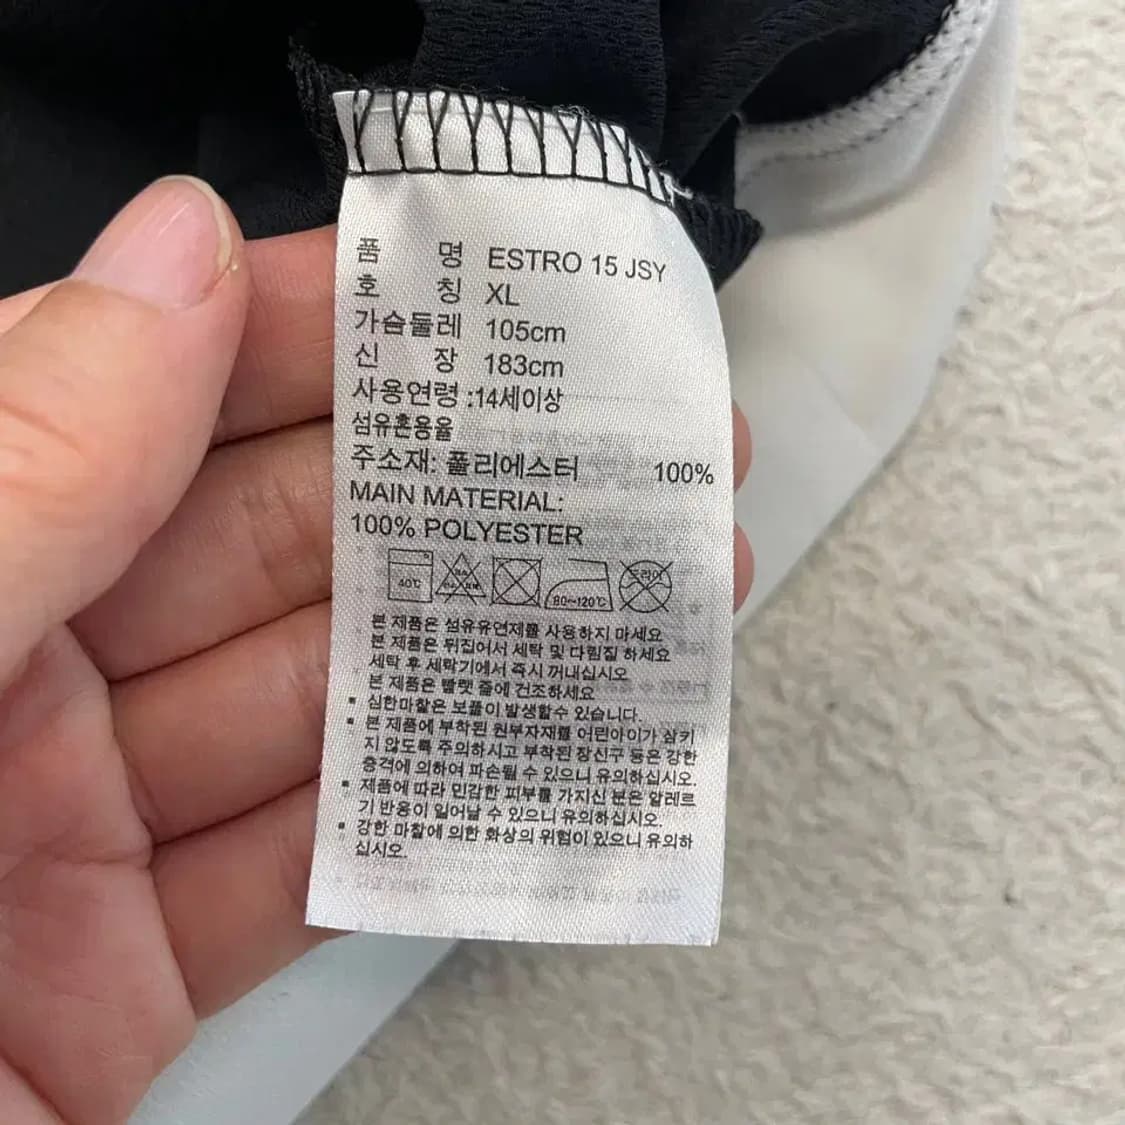 품 명 ESTRO 15 JSY
호 칭 XL
가슴둘레 105cm
신 장 183cm
사용연령 :14세이상
섬유혼용율
주소재: 폴리에스터 100%
MAIN MATERIAL:
100% POLYESTER
40℃ 80~120℃ 드라이
본 제품은 섬유유연제를 사용하지 마세요
본 제품은 뒤집어서 세탁 및 다림질 하세요
세탁 후 세탁기에서 즉시 꺼내십시오
본 제품은 빨랫 줄에 건조하세요
▪ 심한마찰은 보풀이 발생할수 있습니다.
▪ 본 제품에 부착된 원부자재를 어린아이가 삼키
지 않도록 주의하시고 부착된 장신구 등은 강한
충격에 의하여 파손될 수 있으니 유의하십시오.
▪ 제품에 따라 민감한 피부를 가지신 분은 알레르
기 반응이 일어날 수 있으니 유의하십시오.
▪ 강한 마찰에 의한 화상의 위험이 있으니 유의하
십시오.